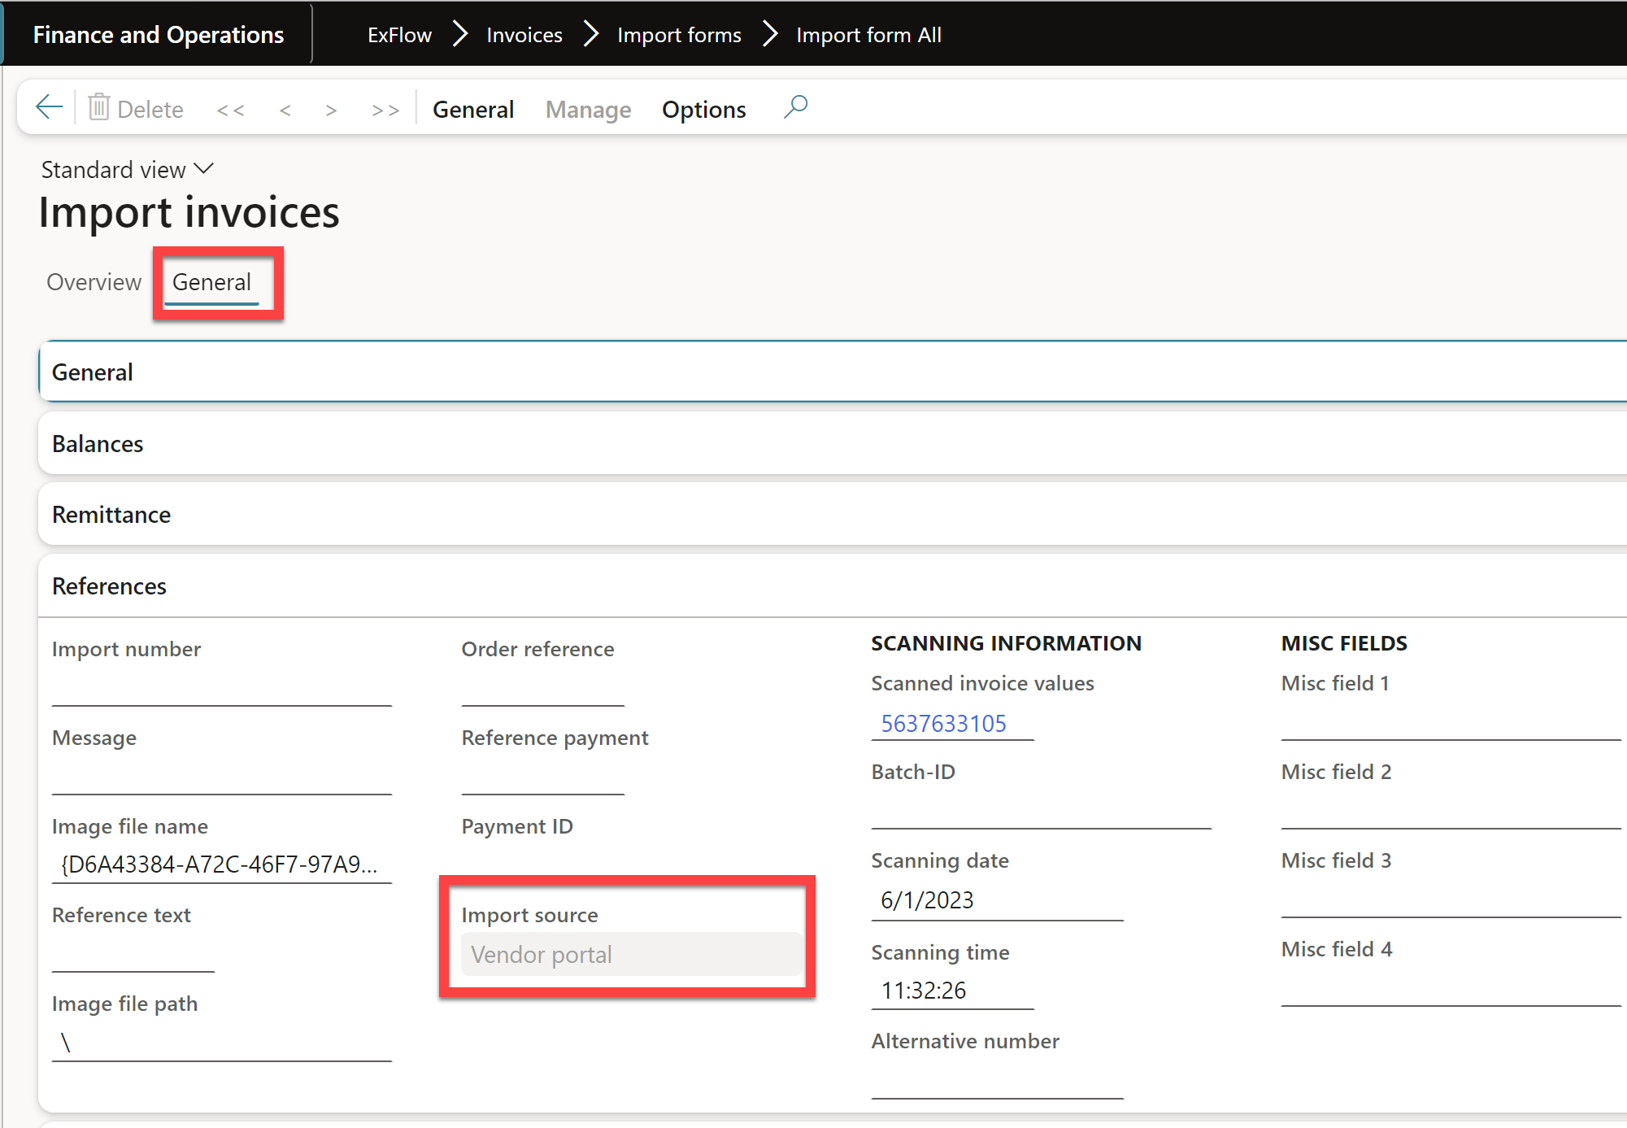 Finance and Operations
ExFlow > Invoices > Import forms > Import form All
Delete << < > >> General Manage Options
Standard view
Import invoices
Overview General
General
Balances
Remittance
References
Import number
Message
Image file name
{D6A43384-A72C-46F7-97A9...
Reference text
Image file path
\
Order reference
Reference payment
Payment ID
Import source
Vendor portal
SCANNING INFORMATION
Scanned invoice values
5637633105
Batch-ID
Scanning date
6/1/2023
Scanning time
11:32:26
Alternative number
MISC FIELDS
Misc field 1
Misc field 2
Misc field 3
Misc field 4